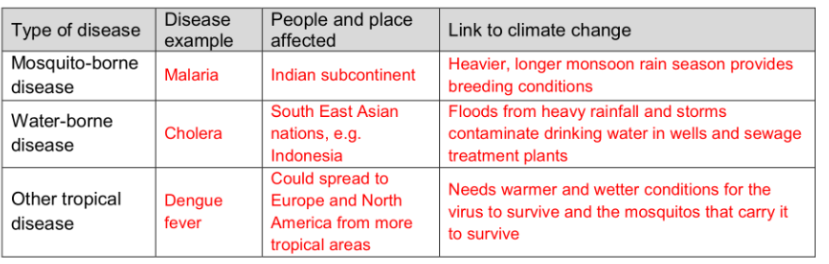 Type of disease
Disease
example
People and place
affected
Link to climate change
Mosquito-borne
disease
Malaria
Indian subcontinent
Heavier, longer monsoon rain season provides
breeding conditions
Water-borne
disease
Cholera
South East Asian
nations, e.g.
Indonesia
Floods from heavy rainfall and storms
contaminate drinking water in wells and sewage
treatment plants
Other tropical
disease
Dengue
fever
Could spread to
Europe and North
America from more
tropical areas
Needs warmer and wetter conditions for the
virus to survive and the mosquitos that carry it
to survive